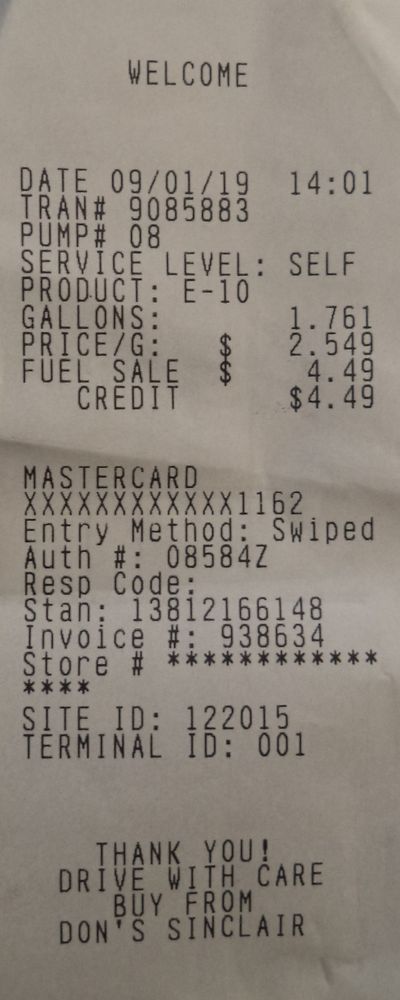 WELCOME
DATE 09/01/19 14:01
TRAN# 9085883
PUMP# 08
SERVICE LEVEL: SELF
PRODUCT: E-10
GALLONS: 1.761
PRICE/G: $ 2.549
FUEL SALE $ 4.49
CREDIT $4.49
MASTERCARD
XXXXXXXXXXXX1162
Entry Method: Swiped
Auth #: 08584Z
Resp Code:
Stan: 13812166148
Invoice #: 938634
Store # ************
****
SITE ID: 122015
TERMINAL ID: 001
THANK YOU!
DRIVE WITH CARE
BUY FROM
DON'S SINCLAIR